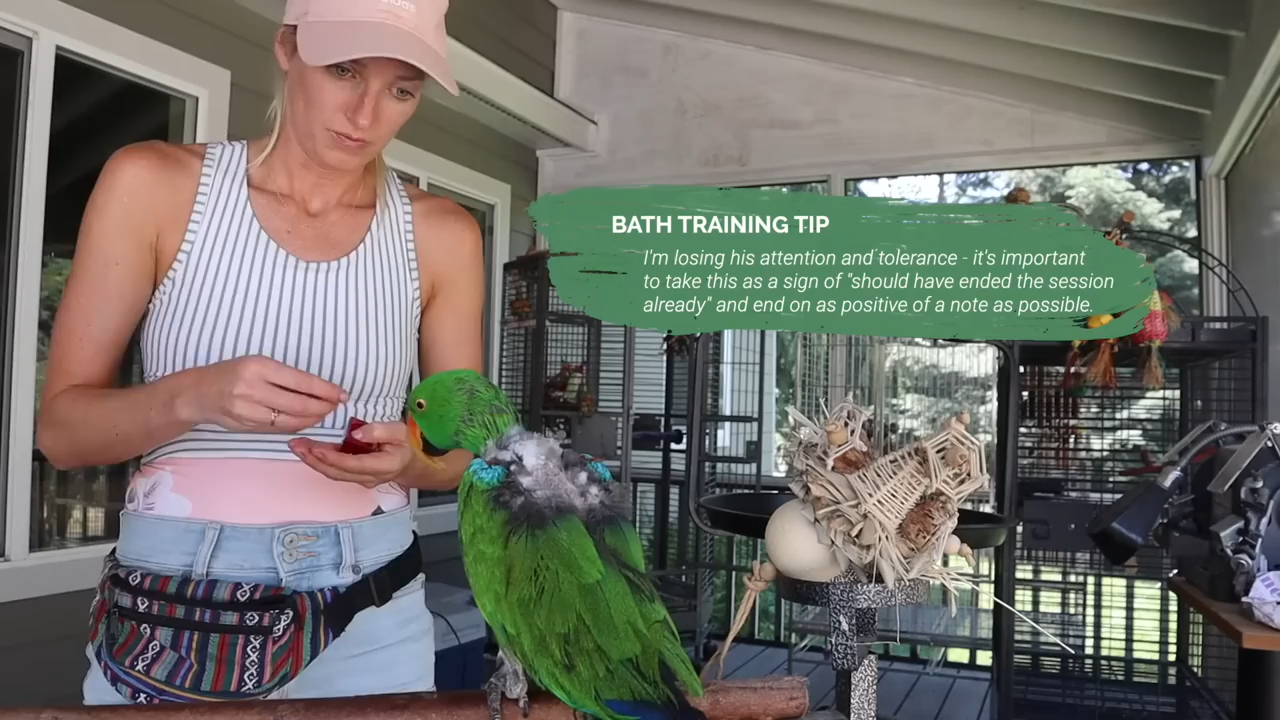 BATH TRAINING TIP
I'm losing his attention and tolerance - it's important
to take this as a sign of "should have ended the session
already" and end on as positive of a note as possible.